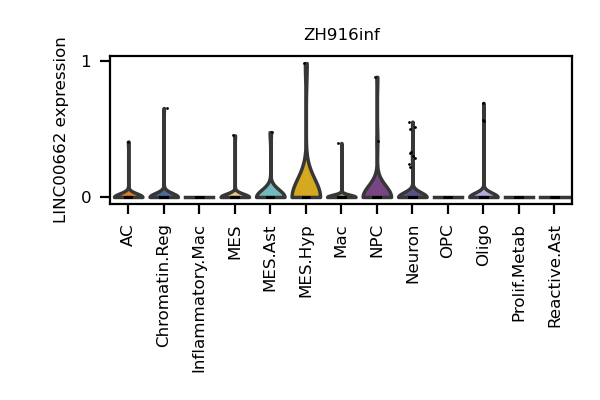 ZH916inf
LINC00662 expression
1
0
AC
Chromatin.Reg
Inflammatory.Mac
MES
MES.Ast
MES.Hyp
Mac
NPC
Neuron
OPC
Oligo
Prolif.Metab
Reactive.Ast